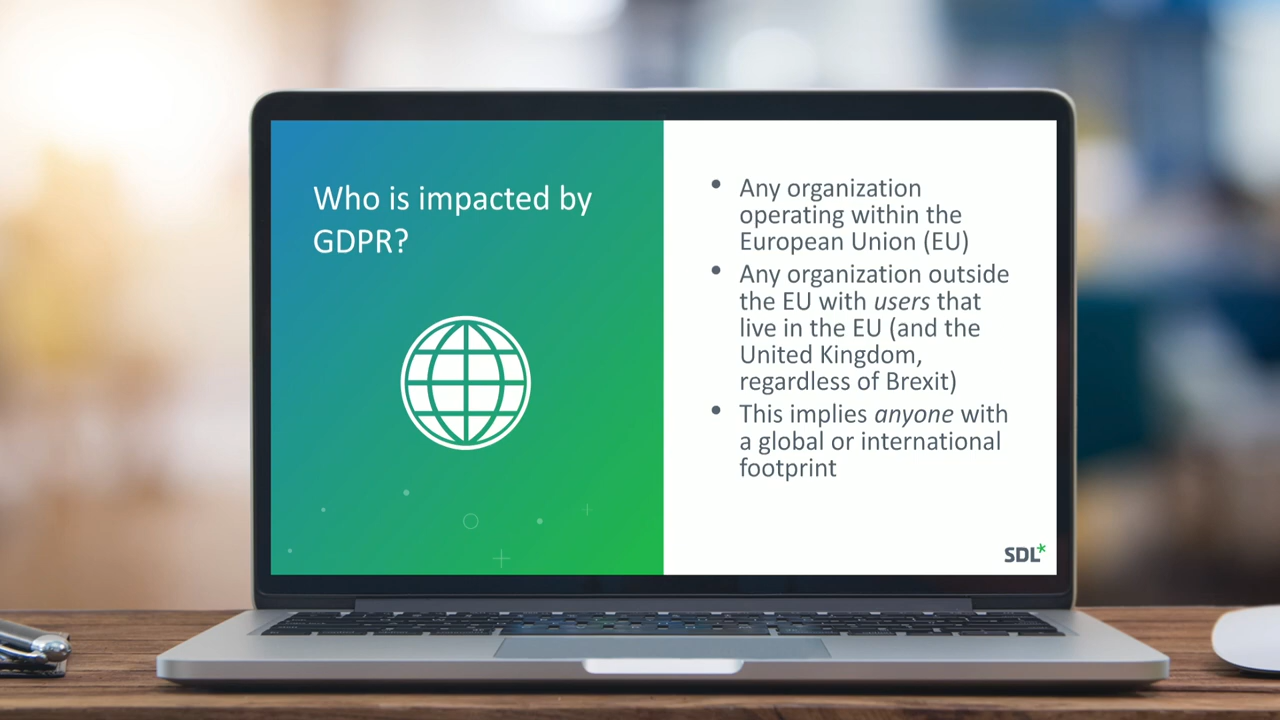 Who is impacted by
GDPR?
• Any organization
operating within the
European Union (EU)
• Any organization outside
the EU with users that
live in the EU (and the
United Kingdom,
regardless of Brexit)
• This implies anyone with
a global or international
footprint
SDL*